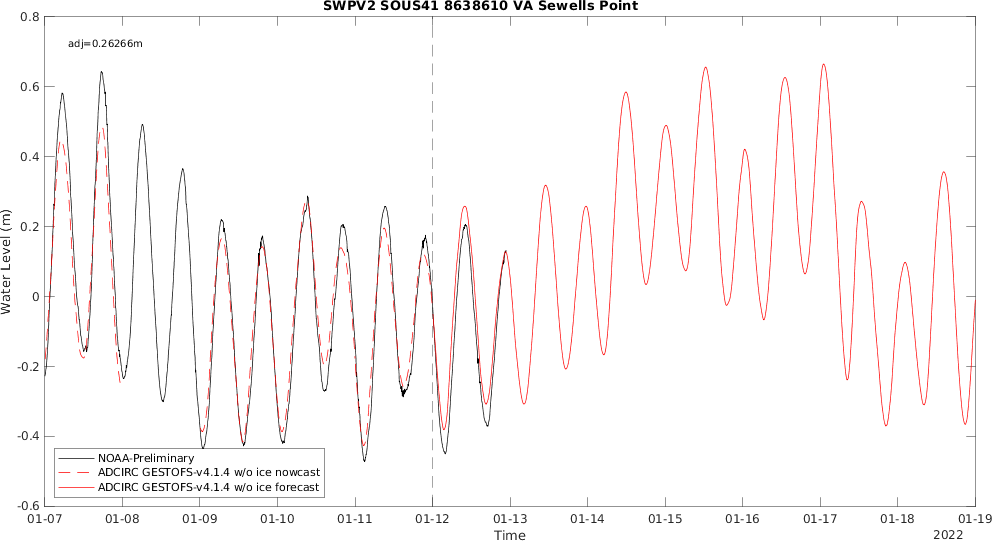 SWPV2 SOUS41 8638610 VA Sewells Point
adj=0.26266m
Water Level (m)
0.8
0.6
0.4
0.2
0
-0.2
-0.4
-0.6
NOAA-Preliminary
ADCIRC GESTOFS-v4.1.4 w/o ice nowcast
ADCIRC GESTOFS-v4.1.4 w/o ice forecast
01-07 01-08 01-09 01-10 01-11 01-12 01-13 01-14 01-15 01-16 01-17 01-18 01-19
Time
2022